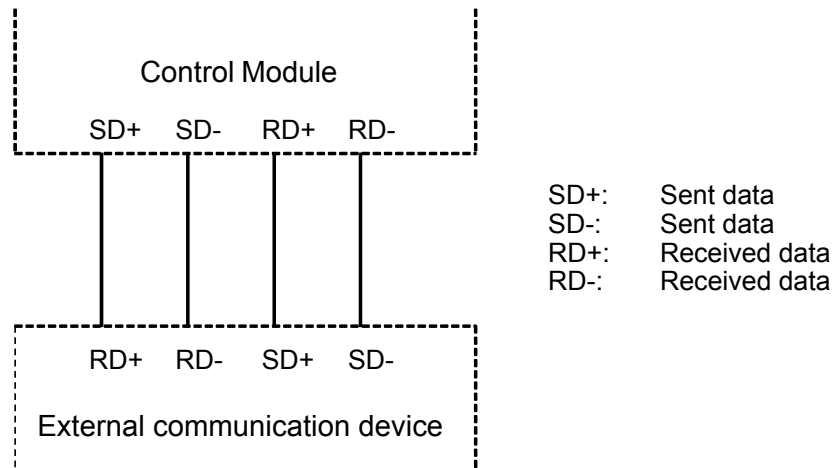 Control Module
SD+ SD- RD+ RD-
SD+: Sent data
SD-: Sent data
RD+: Received data
RD-: Received data
RD+ RD- SD+ SD-
External communication device